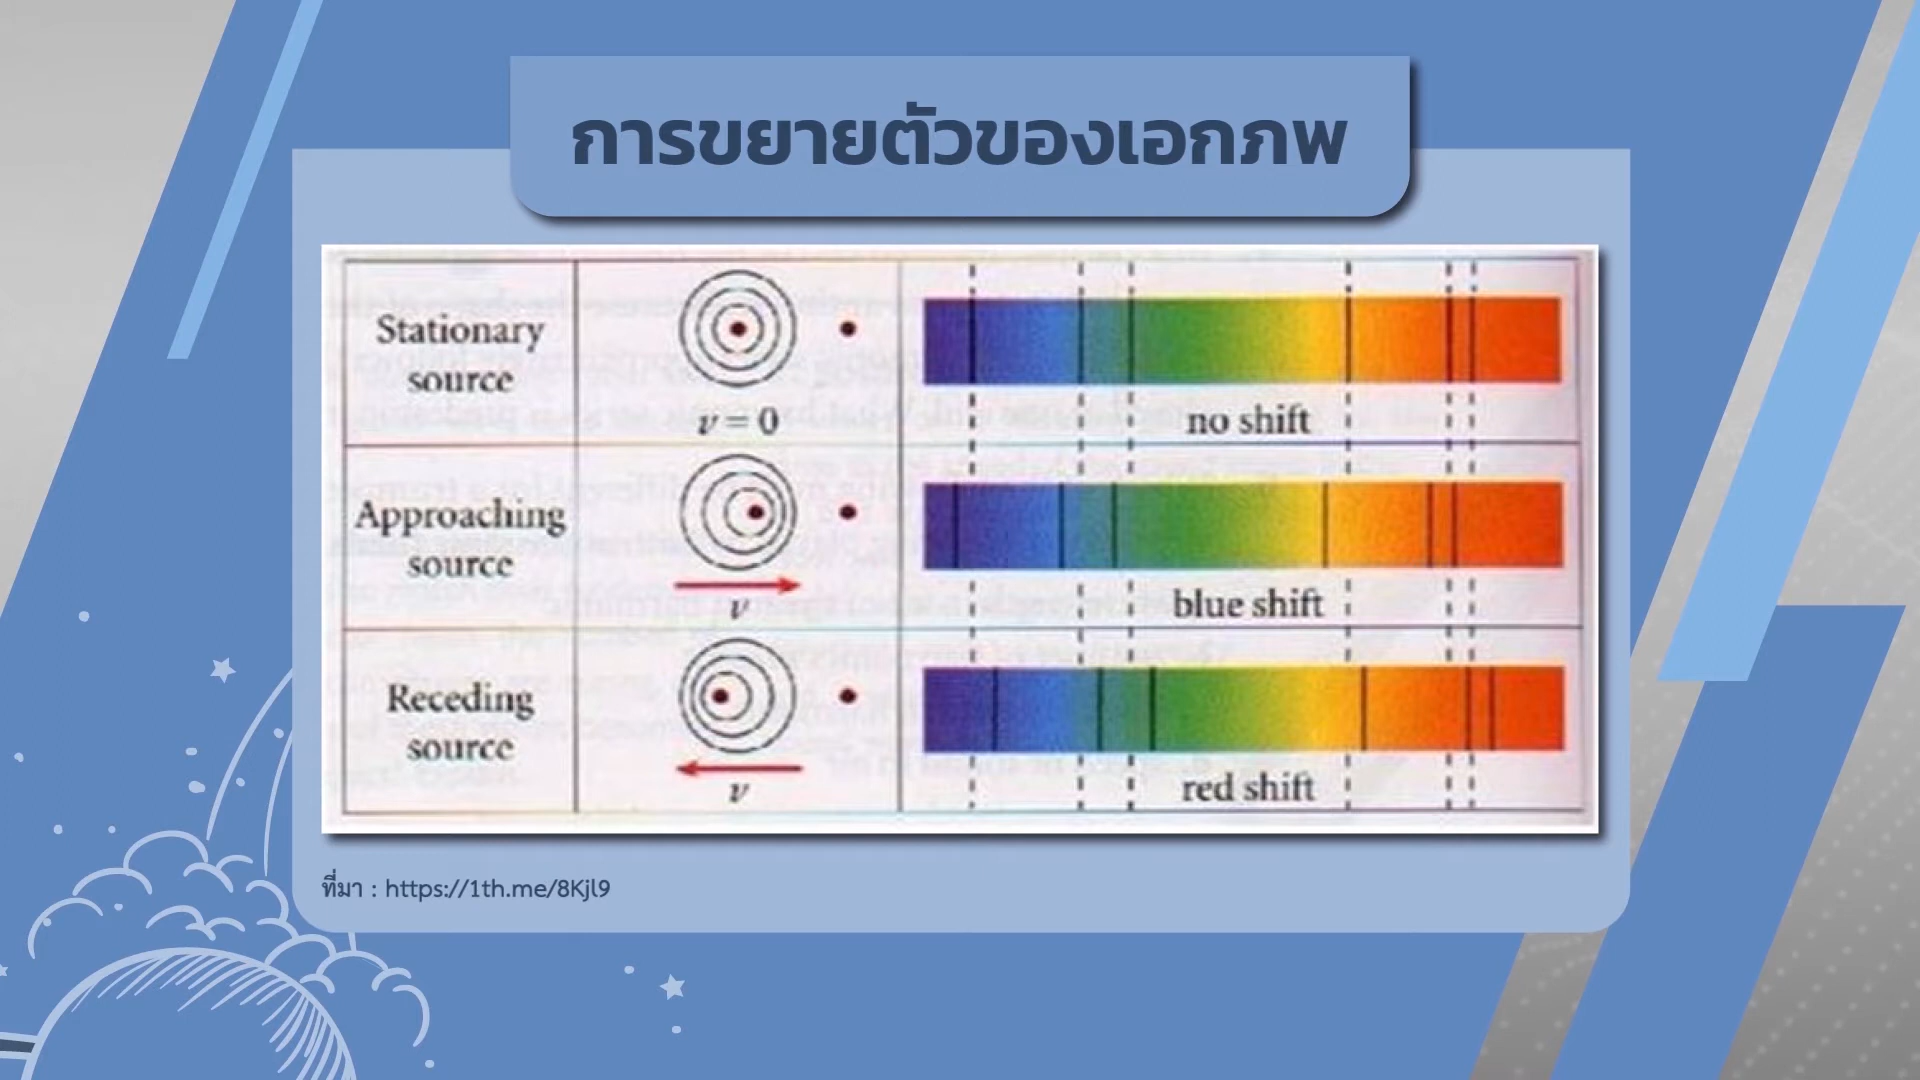 การขยายตัวของเอกภพ
Stationary
source
v = 0
no shift
Approaching
source
v
blue shift
Receding
source
v
red shift
ที่มา : https://1th.me/8Kjl9